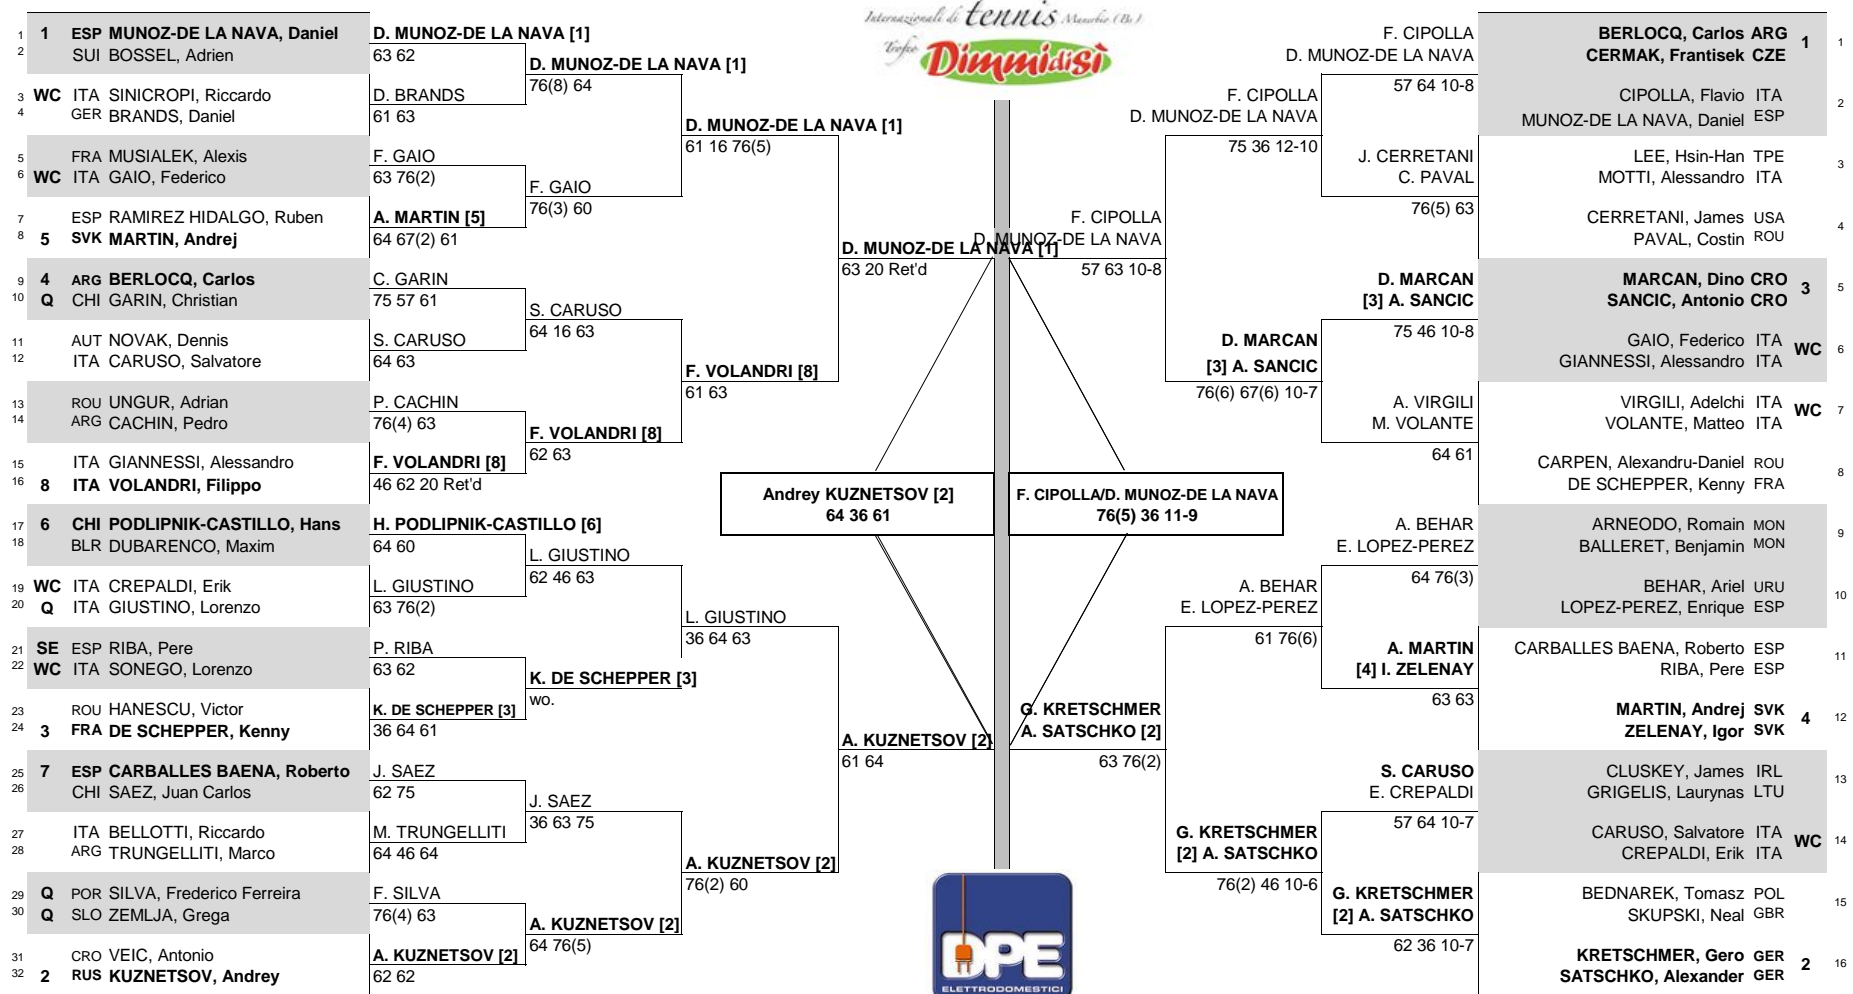 Internazionali di tennis Manerbio (Bs)
Trofeo
Dimmidisì
1 1 ESP MUNOZ-DE LA NAVA, Daniel
2 SUI BOSSEL, Adrien
3 WC ITA SINICROPI, Riccardo
4 GER BRANDS, Daniel
5 FRA MUSIALEK, Alexis
6 WC ITA GAIO, Federico
7 ESP RAMIREZ HIDALGO, Ruben
8 5 SVK MARTIN, Andrej
9 4 ARG BERLOCQ, Carlos
10 Q CHI GARIN, Christian
11 AUT NOVAK, Dennis
12 ITA CARUSO, Salvatore
13 ROU UNGUR, Adrian
14 ARG CACHIN, Pedro
15 ITA GIANNESSI, Alessandro
16 8 ITA VOLANDRI, Filippo
17 6 CHI PODLIPNIK-CASTILLO, Hans
18 BLR DUBARENCO, Maxim
19 WC ITA CREPALDI, Erik
20 Q ITA GIUSTINO, Lorenzo
21 SE ESP RIBA, Pere
22 WC ITA SONEGO, Lorenzo
23 ROU HANESCU, Victor
24 3 FRA DE SCHEPPER, Kenny
25 7 ESP CARBALLES BAENA, Roberto
26 CHI SAEZ, Juan Carlos
27 ITA BELLOTTI, Riccardo
28 ARG TRUNGELLITI, Marco
29 Q POR SILVA, Frederico Ferreira
30 Q SLO ZEMLJA, Grega
31 CRO VEIC, Antonio
32 2 RUS KUZNETSOV, Andrey
D. MUNOZ-DE LA NAVA [1]
63 62
D. BRANDS
61 63
F. GAIO
63 76(2)
A. MARTIN [5]
64 67(2) 61
C. GARIN
75 57 61
S. CARUSO
64 63
P. CACHIN
76(4) 63
F. VOLANDRI [8]
46 62 20 Ret'd
H. PODLIPNIK-CASTILLO [6]
64 60
L. GIUSTINO
63 76(2)
P. RIBA
63 62
K. DE SCHEPPER [3]
36 64 61
J. SAEZ
62 75
M. TRUNGELLITI
64 46 64
F. SILVA
76(4) 63
A. KUZNETSOV [2]
62 62
D. MUNOZ-DE LA NAVA [1]
76(8) 64
F. GAIO
76(3) 60
S. CARUSO
64 16 63
F. VOLANDRI [8]
62 63
L. GIUSTINO
62 46 63
K. DE SCHEPPER [3]
wo.
J. SAEZ
36 63 75
A. KUZNETSOV [2]
64 76(5)
D. MUNOZ-DE LA NAVA [1]
61 16 76(5)
F. VOLANDRI [8]
61 63
L. GIUSTINO
36 64 63
A. KUZNETSOV [2]
76(2) 60
D. MUNOZ-DE LA NAVA [1]
63 20 Ret'd
A. KUZNETSOV [2]
61 64
Andrey KUZNETSOV [2]
64 36 61
F. CIPOLLA/D. MUNOZ-DE LA NAVA
76(5) 36 11-9
F. CIPOLLA
D. MUNOZ-DE LA NAVA
57 63 10-8
G. KRETSCHMER
A. SATSCHKO [2]
63 76(2)
F. CIPOLLA
D. MUNOZ-DE LA NAVA
75 36 12-10
D. MARCAN
[3] A. SANCIC
76(6) 67(6) 10-7
A. BEHAR
E. LOPEZ-PEREZ
61 76(6)
G. KRETSCHMER
[2] A. SATSCHKO
76(2) 46 10-6
F. CIPOLLA
D. MUNOZ-DE LA NAVA
57 64 10-8
J. CERRETANI
C. PAVAL
76(5) 63
D. MARCAN
[3] A. SANCIC
75 46 10-8
A. VIRGILI
M. VOLANTE
64 61
A. BEHAR
E. LOPEZ-PEREZ
64 76(3)
A. MARTIN
[4] I. ZELENAY
63 63
S. CARUSO
E. CREPALDI
57 64 10-7
G. KRETSCHMER
[2] A. SATSCHKO
62 36 10-7
BERLOCQ, Carlos ARG 1 1
CERMAK, Frantisek CZE
CIPOLLA, Flavio ITA 2
MUNOZ-DE LA NAVA, Daniel ESP
LEE, Hsin-Han TPE 3
MOTTI, Alessandro ITA
CERRETANI, James USA 4
PAVAL, Costin ROU
MARCAN, Dino CRO 3 5
SANCIC, Antonio CRO
GAIO, Federico ITA WC 6
GIANNESSI, Alessandro ITA
VIRGILI, Adelchi ITA WC 7
VOLANTE, Matteo ITA
CARPEN, Alexandru-Daniel ROU 8
DE SCHEPPER, Kenny FRA
ARNEODO, Romain MON 9
BALLERET, Benjamin MON
BEHAR, Ariel URU 10
LOPEZ-PEREZ, Enrique ESP
CARBALLES BAENA, Roberto ESP 11
RIBA, Pere ESP
MARTIN, Andrej SVK 4 12
ZELENAY, Igor SVK
CLUSKEY, James IRL 13
GRIGELIS, Laurynas LTU
CARUSO, Salvatore ITA WC 14
CREPALDI, Erik ITA
BEDNAREK, Tomasz POL 15
SKUPSKI, Neal GBR
KRETSCHMER, Gero GER 2 16
SATSCHKO, Alexander GER
DPE
ELETTRODOMESTICI